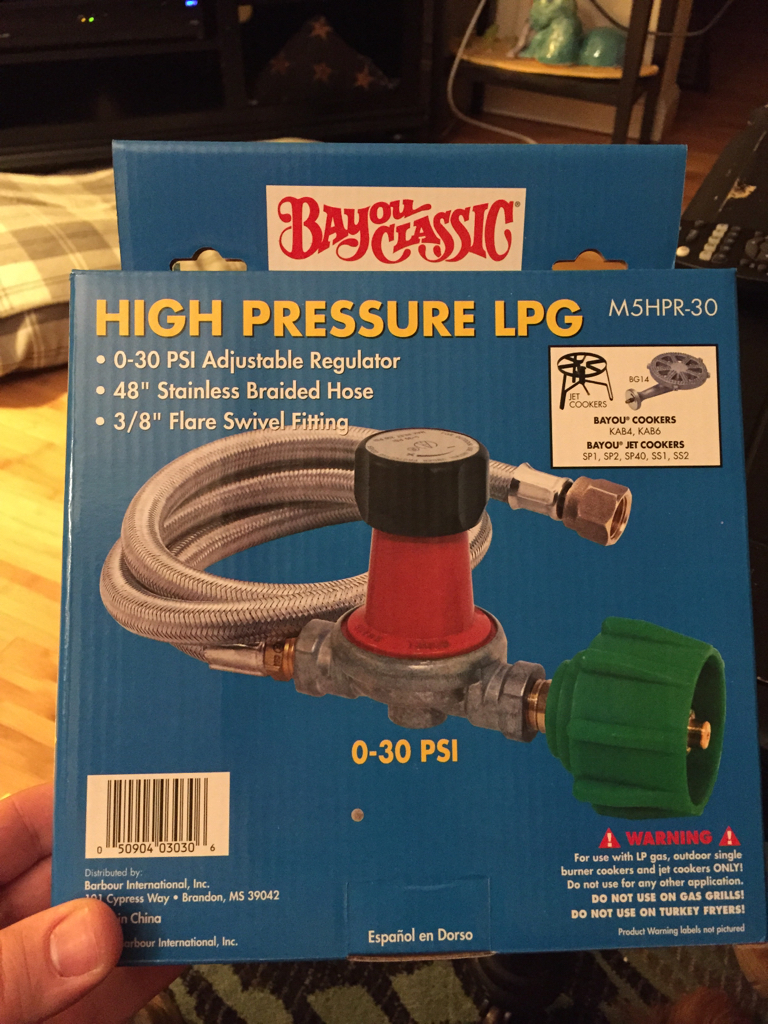 BAYOU CLASSIC®
HIGH PRESSURE LPG
M5HPR-30
• 0-30 PSI Adjustable Regulator
• 48" Stainless Braided Hose
• 3/8" Flare Swivel Fitting
JET
COOKERS
BG14
BAYOU® COOKERS
KAB4, KAB6
BAYOU® JET COOKERS
SP1, SP2, SP40, SS1, SS2
0-30 PSI
0 50904 03030 6
Distributed by:
Barbour International, Inc.
101 Cypress Way • Brandon, MS 39042
in China
arbour International, Inc.
Español en Dorso
WARNING
For use with LP gas, outdoor single
burner cookers and jet cookers ONLY!
Do not use for any other application.
DO NOT USE ON GAS GRILLS!
DO NOT USE ON TURKEY FRYERS!
Product Warning labels not pictured